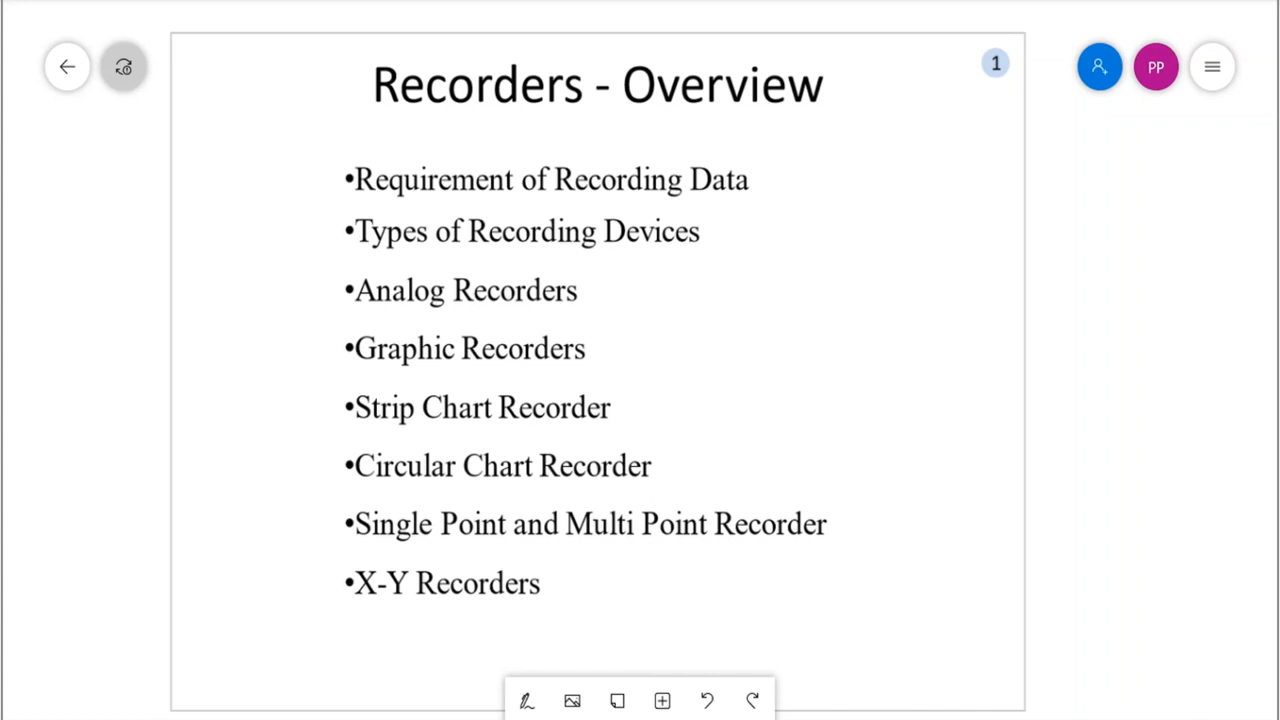 Recorders - Overview
1
PP
•Requirement of Recording Data
•Types of Recording Devices
•Analog Recorders
•Graphic Recorders
•Strip Chart Recorder
•Circular Chart Recorder
•Single Point and Multi Point Recorder
•X-Y Recorders